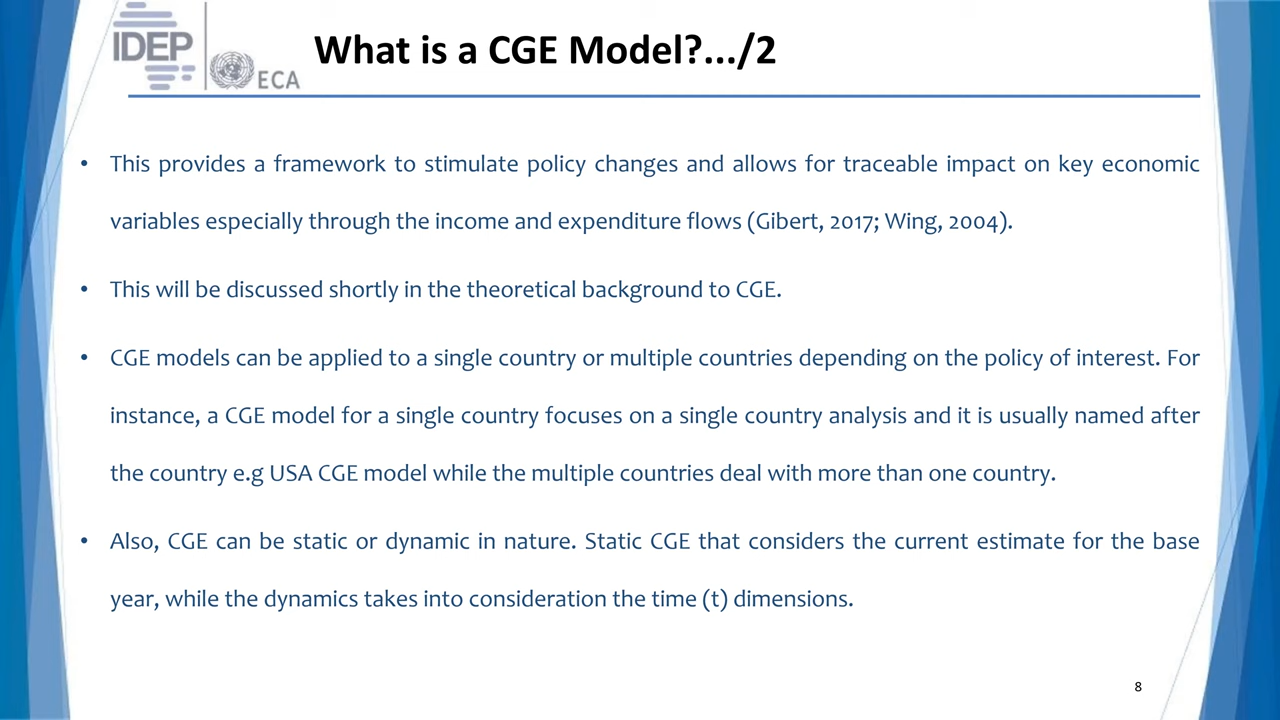 IDEP
ECA
What is a CGE Model?.../2
• This provides a framework to stimulate policy changes and allows for traceable impact on key economic
variables especially through the income and expenditure flows (Gibert, 2017; Wing, 2004).
• This will be discussed shortly in the theoretical background to CGE.
• CGE models can be applied to a single country or multiple countries depending on the policy of interest. For
instance, a CGE model for a single country focuses on a single country analysis and it is usually named after
the country e.g USA CGE model while the multiple countries deal with more than one country.
• Also, CGE can be static or dynamic in nature. Static CGE that considers the current estimate for the base
year, while the dynamics takes into consideration the time (t) dimensions.
8